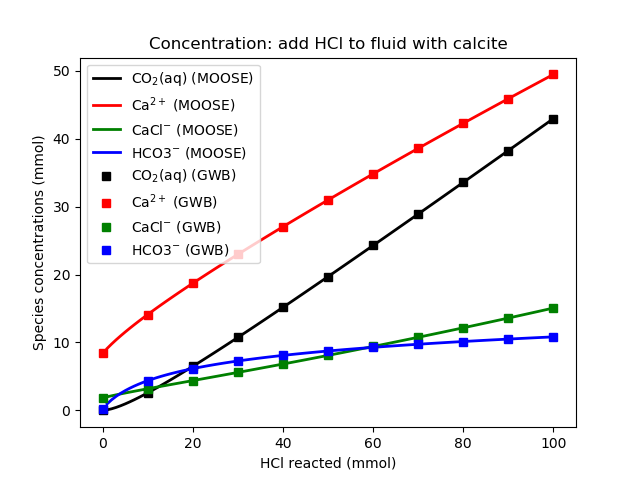 Concentration: add HCl to fluid with calcite
CO₂(aq) (MOOSE)
Ca²⁺ (MOOSE)
CaCl⁻ (MOOSE)
HCO3⁻ (MOOSE)
CO₂(aq) (GWB)
Ca²⁺ (GWB)
CaCl⁻ (GWB)
HCO3⁻ (GWB)
Species concentrations (mmol)
50
40
30
20
10
0
0 20 40 60 80 100
HCl reacted (mmol)